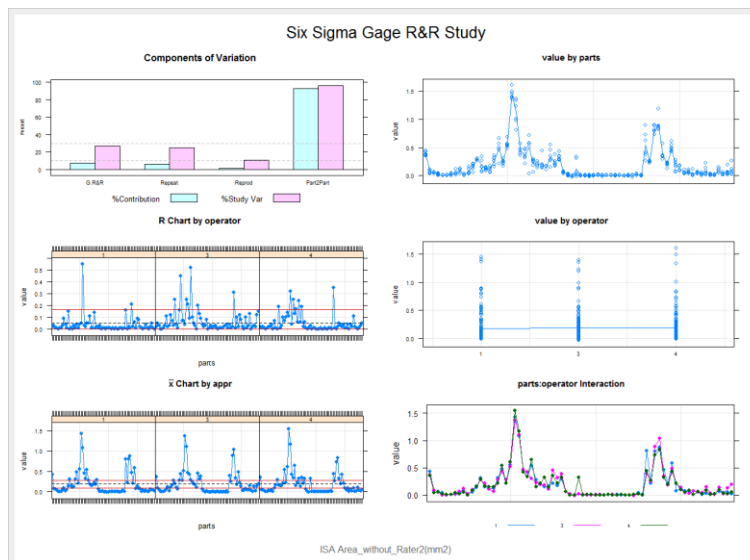 Six Sigma Gage R&R Study
Components of Variation
Percent
100
80
60
40
20
0
G.R&R Repeat Reprod Part2Part
%Contribution %Study Var
value by parts
value
1.5
1.0
0.5
0.0
R Chart by operator
1 3 4
value
0.5
0.4
0.3
0.2
0.1
0.0
parts
value by operator
value
1.5
1.0
0.5
0.0
1 3 4
x̄ Chart by appr
1 3 4
value
1.5
1.0
0.5
0.0
parts
parts:operator Interaction
value
1.5
1.0
0.5
0.0
1 3 4
ISA Area_without_Rater2(mm2)